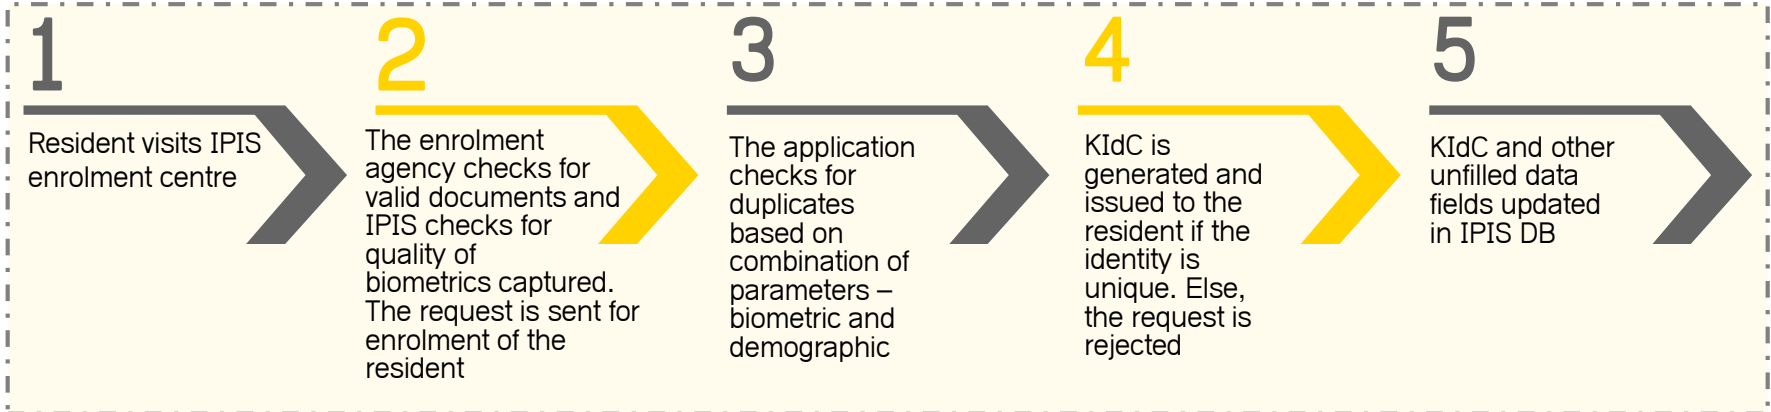 1
Resident visits IPIS
enrolment centre
2
The enrolment
agency checks for
valid documents and
IPIS checks for
quality of
biometrics captured.
The request is sent for
enrolment of the
resident
3
The application
checks for
duplicates
based on
combination of
parameters –
biometric and
demographic
4
KIdC is
generated and
issued to the
resident if the
identity is
unique. Else,
the request is
rejected
5
KIdC and other
unfilled data
fields updated
in IPIS DB